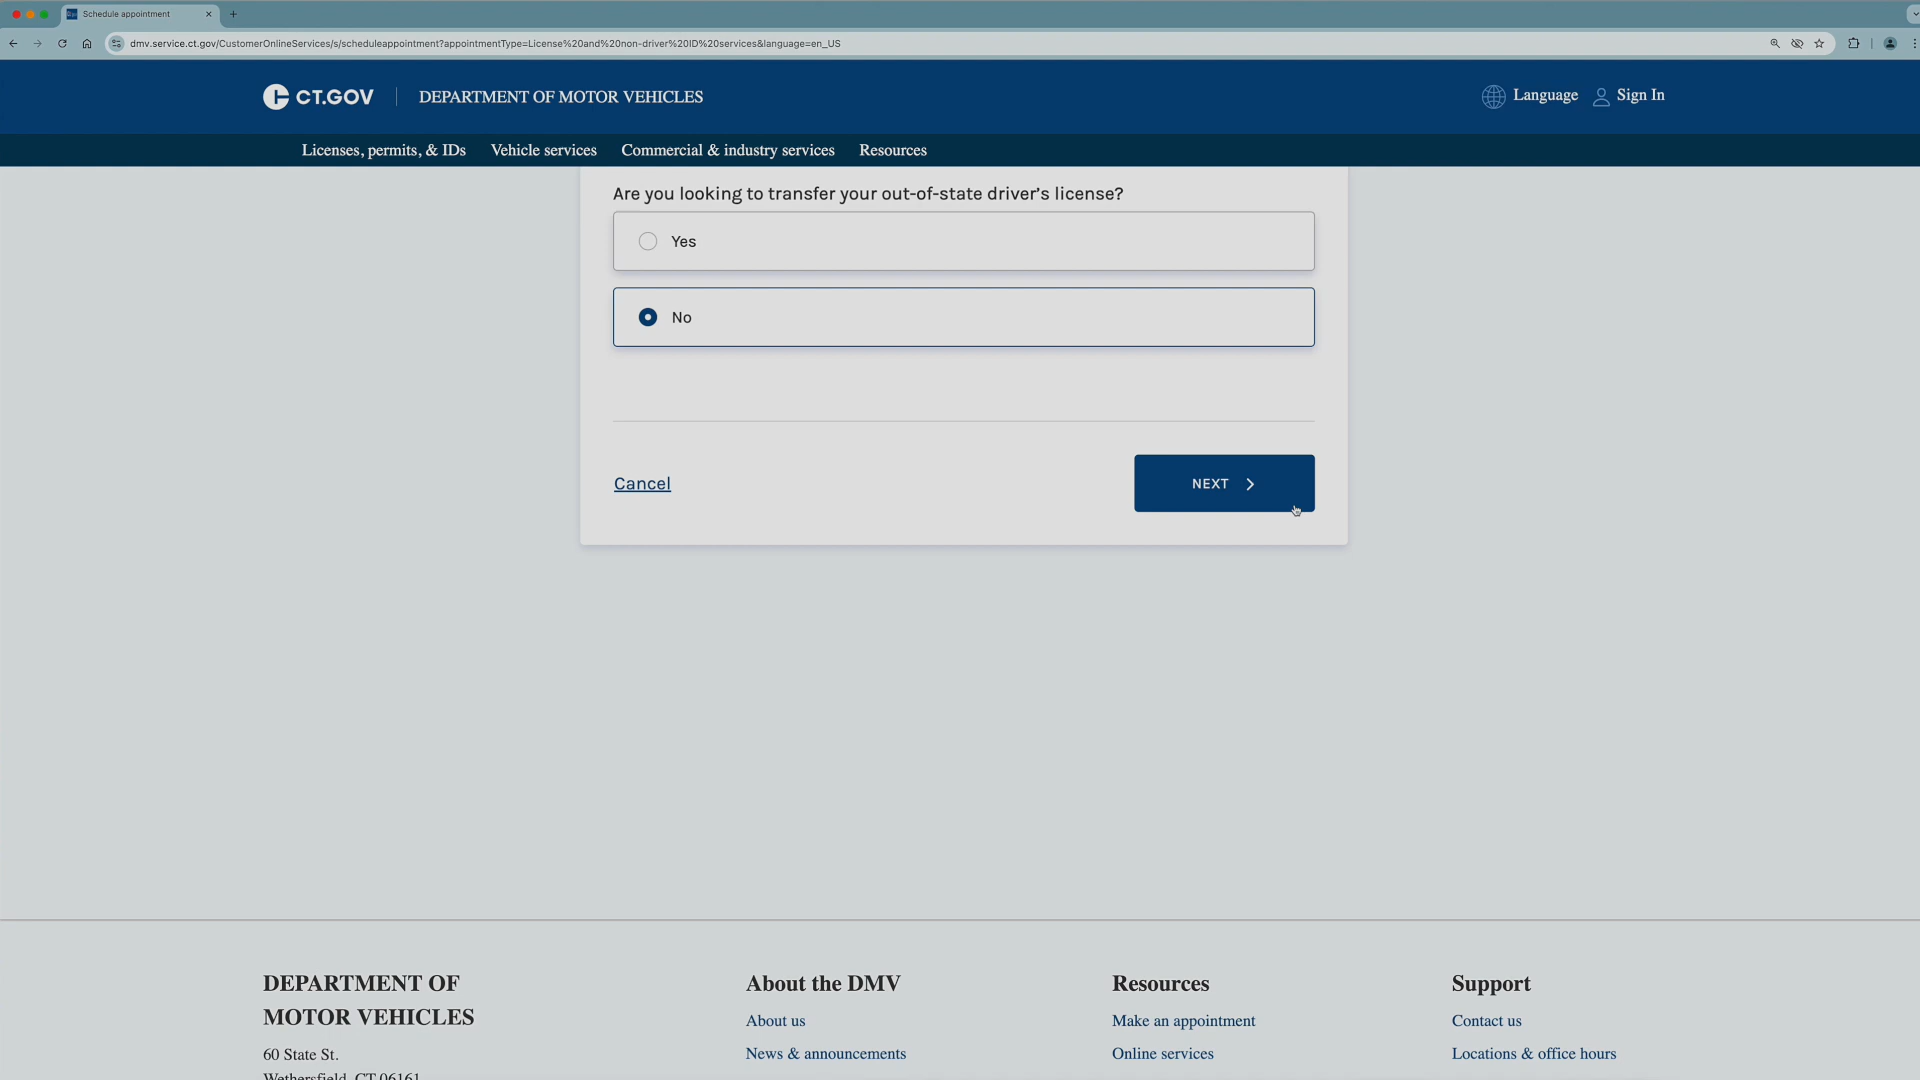 Schedule appointment
dmv.service.ct.gov/CustomerOnlineServices/s/scheduleappointment?appointmentType=License%20and%20non-driver%20ID%20services&language=en_US
CT.GOV
DEPARTMENT OF MOTOR VEHICLES
Language
Sign In
Licenses, permits, & IDs
Vehicle services
Commercial & industry services
Resources
Are you looking to transfer your out-of-state driver’s license?
Yes
No
Cancel
NEXT
DEPARTMENT OF
MOTOR VEHICLES
60 State St.
Wethersfield, CT 06161
About the DMV
About us
News & announcements
Resources
Make an appointment
Online services
Support
Contact us
Locations & office hours